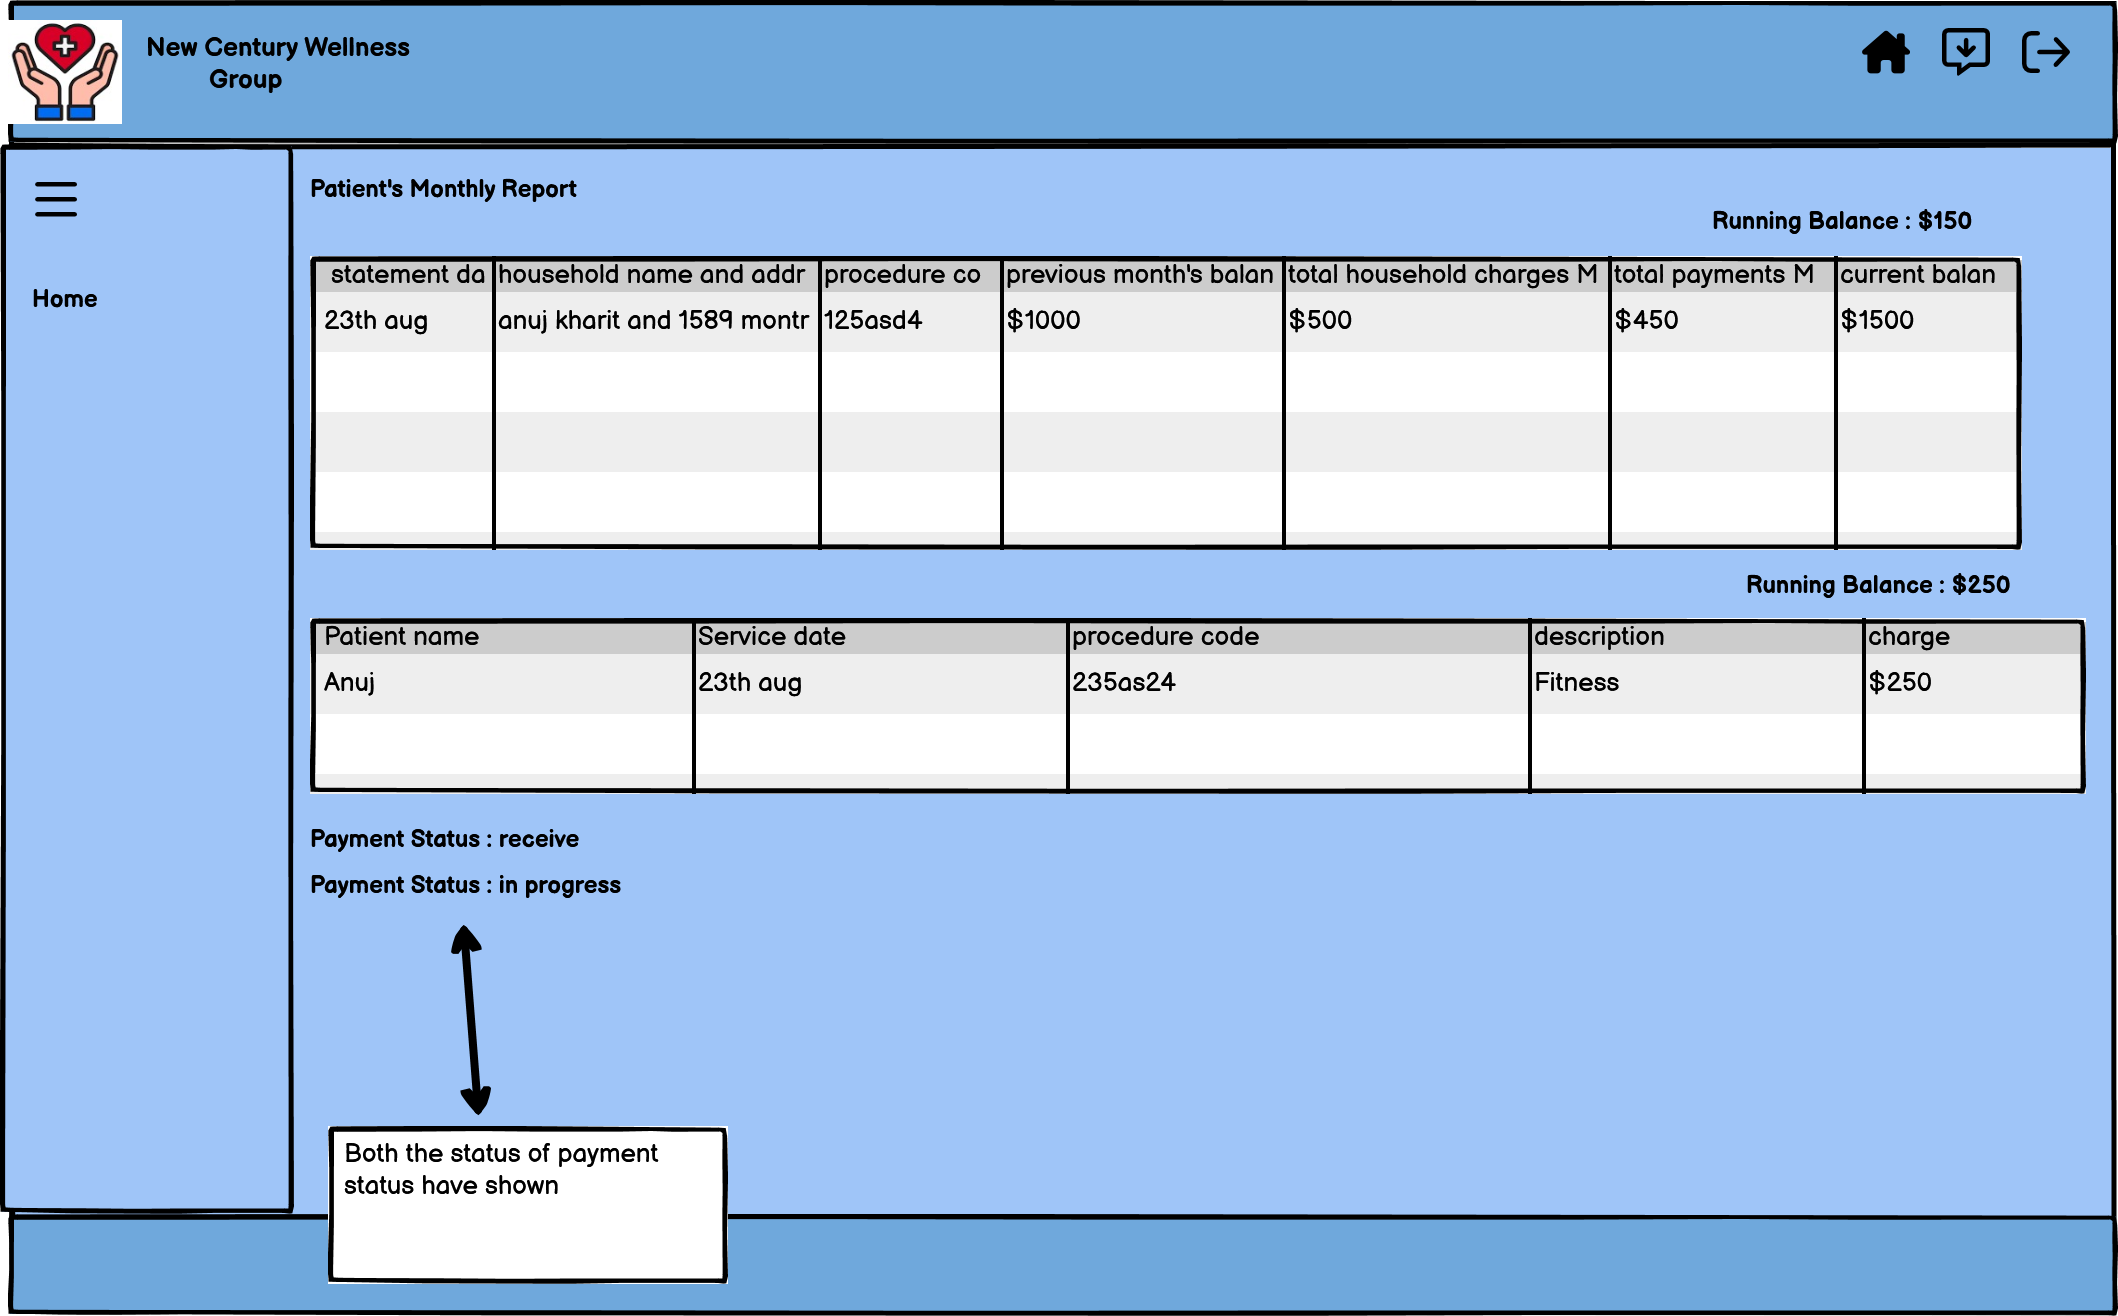 New Century Wellness
Group
Patient's Monthly Report
Running Balance : $150
Home
statement da household name and addr procedure co previous month's balan total household charges M total payments M current balan
23th aug anuj kharit and 1589 montr 125asd4 $1000 $500 $450 $1500
Running Balance : $250
Patient name Service date procedure code description charge
Anuj 23th aug 235as24 Fitness $250
Payment Status : receive
Payment Status : in progress
Both the status of payment
status have shown